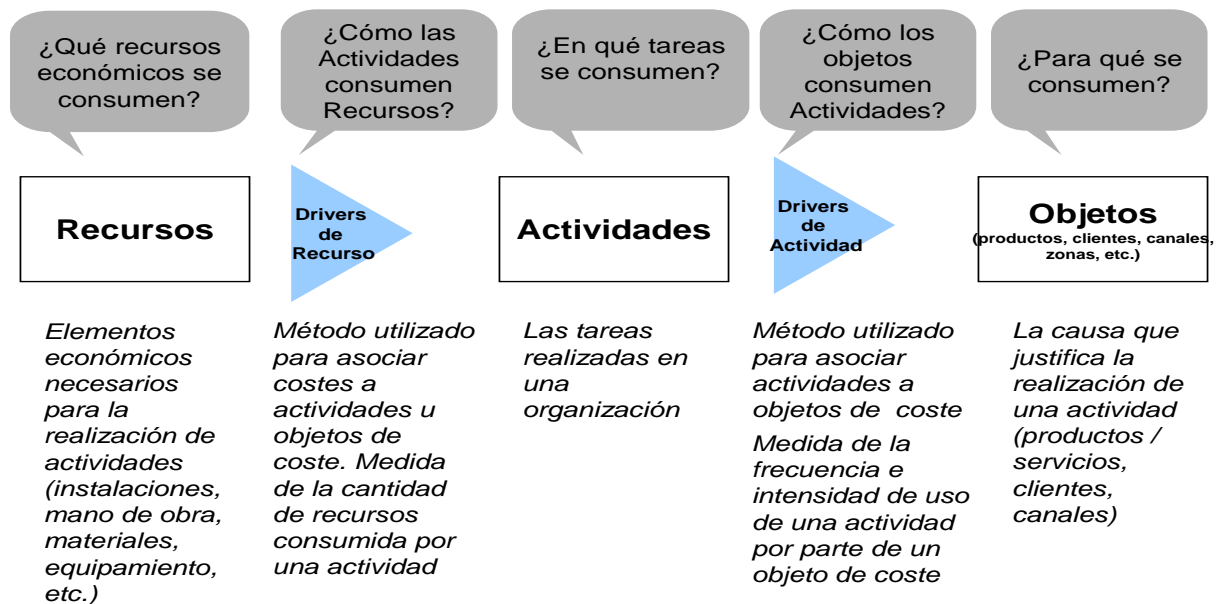 ¿Qué recursos
económicos se
consumen?
¿Cómo las
Actividades
consumen
Recursos?
¿En qué tareas
se consumen?
¿Cómo los
objetos
consumen
Actividades?
¿Para qué se
consumen?
Recursos
Drivers
de
Recurso
Actividades
Drivers
de
Actividad
Objetos
(productos, clientes, canales,
zonas, etc.)
Elementos
económicos
necesarios
para la
realización de
actividades
(instalaciones,
mano de obra,
materiales,
equipamiento,
etc.)
Método utilizado
para asociar
costes a
actividades u
objetos de
coste. Medida
de la cantidad
de recursos
consumida por
una actividad
Las tareas
realizadas en
una
organización
Método utilizado
para asociar
actividades a
objetos de coste
Medida de la
frecuencia e
intensidad de uso
de una actividad
por parte de un
objeto de coste
La causa que
justifica la
realización de
una actividad
(productos /
servicios,
clientes,
canales)